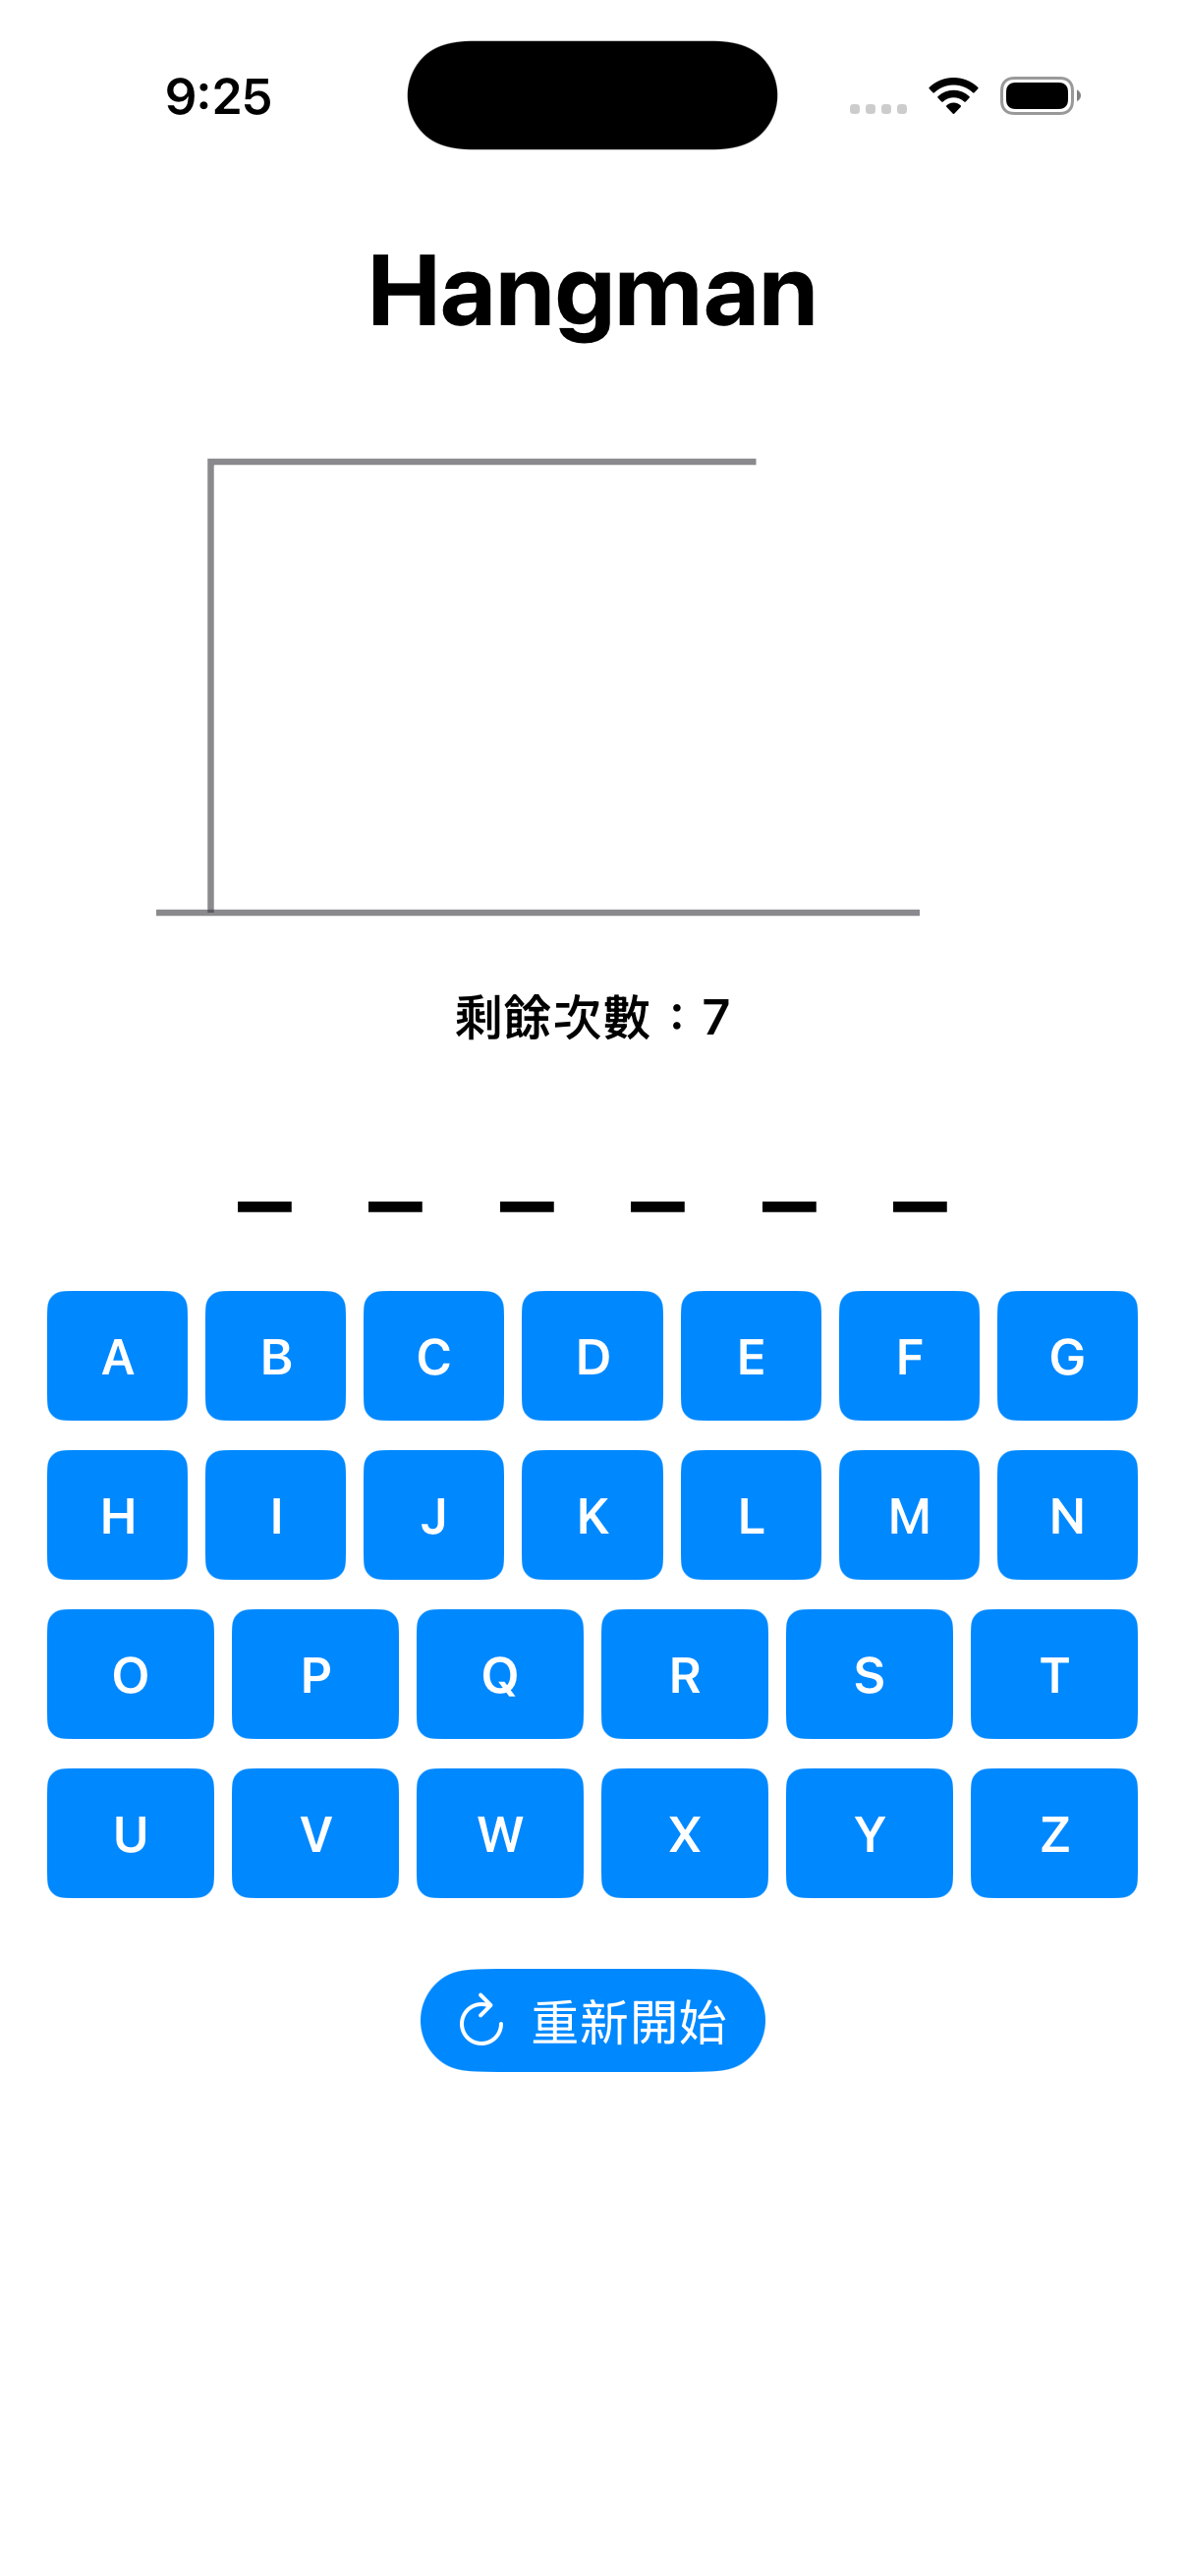 9:25
Hangman
剩餘次數：7
_ _ _ _ _ _
A B C D E F G
H I J K L M N
O P Q R S T
U V W X Y Z
重新開始